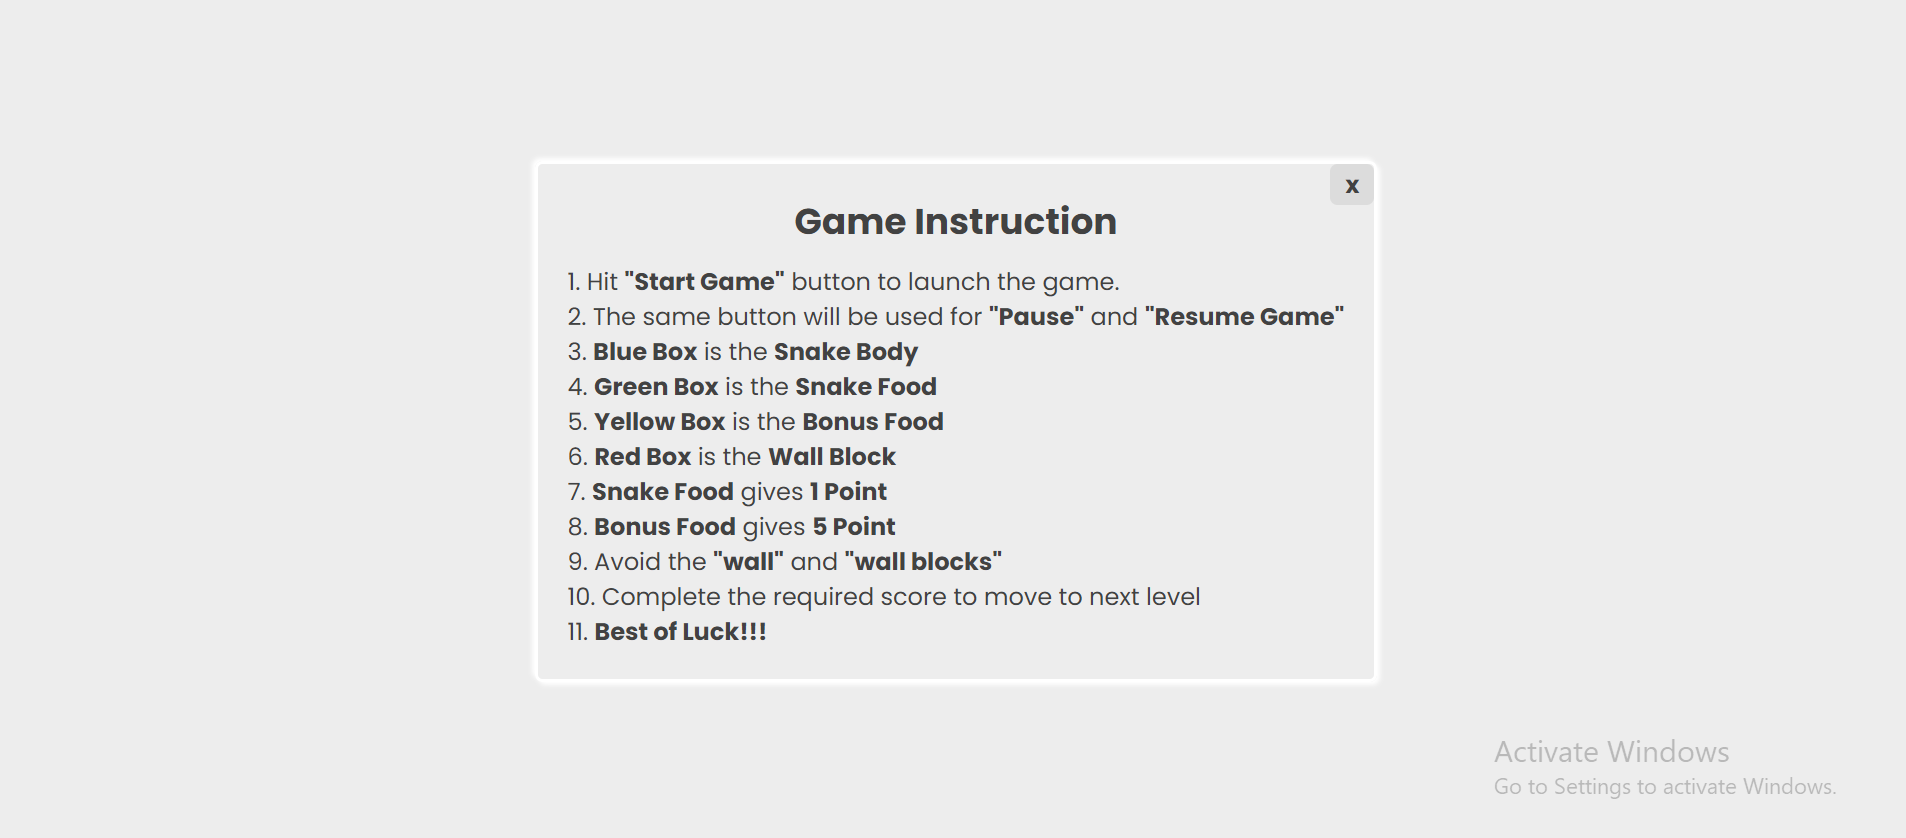 x
Game Instruction
1. Hit "Start Game" button to launch the game.
2. The same button will be used for "Pause" and "Resume Game"
3. Blue Box is the Snake Body
4. Green Box is the Snake Food
5. Yellow Box is the Bonus Food
6. Red Box is the Wall Block
7. Snake Food gives 1 Point
8. Bonus Food gives 5 Point
9. Avoid the "wall" and "wall blocks"
10. Complete the required score to move to next level
11. Best of Luck!!!
Activate Windows
Go to Settings to activate Windows.